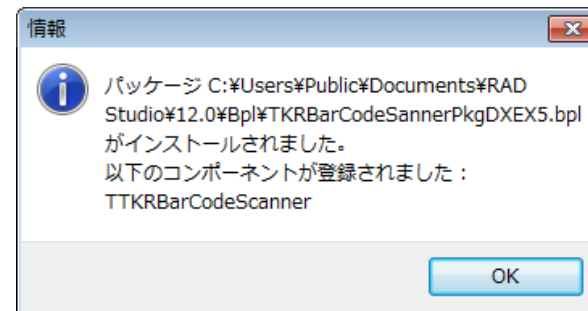 情報
パッケージ C:¥Users¥Public¥Documents¥RAD
Studio¥12.0¥Bpl¥TKRBarCodeSannerPkgDXEX5.bpl
がインストールされました。
以下のコンポーネントが登録されました：
TTKRBarCodeScanner
OK